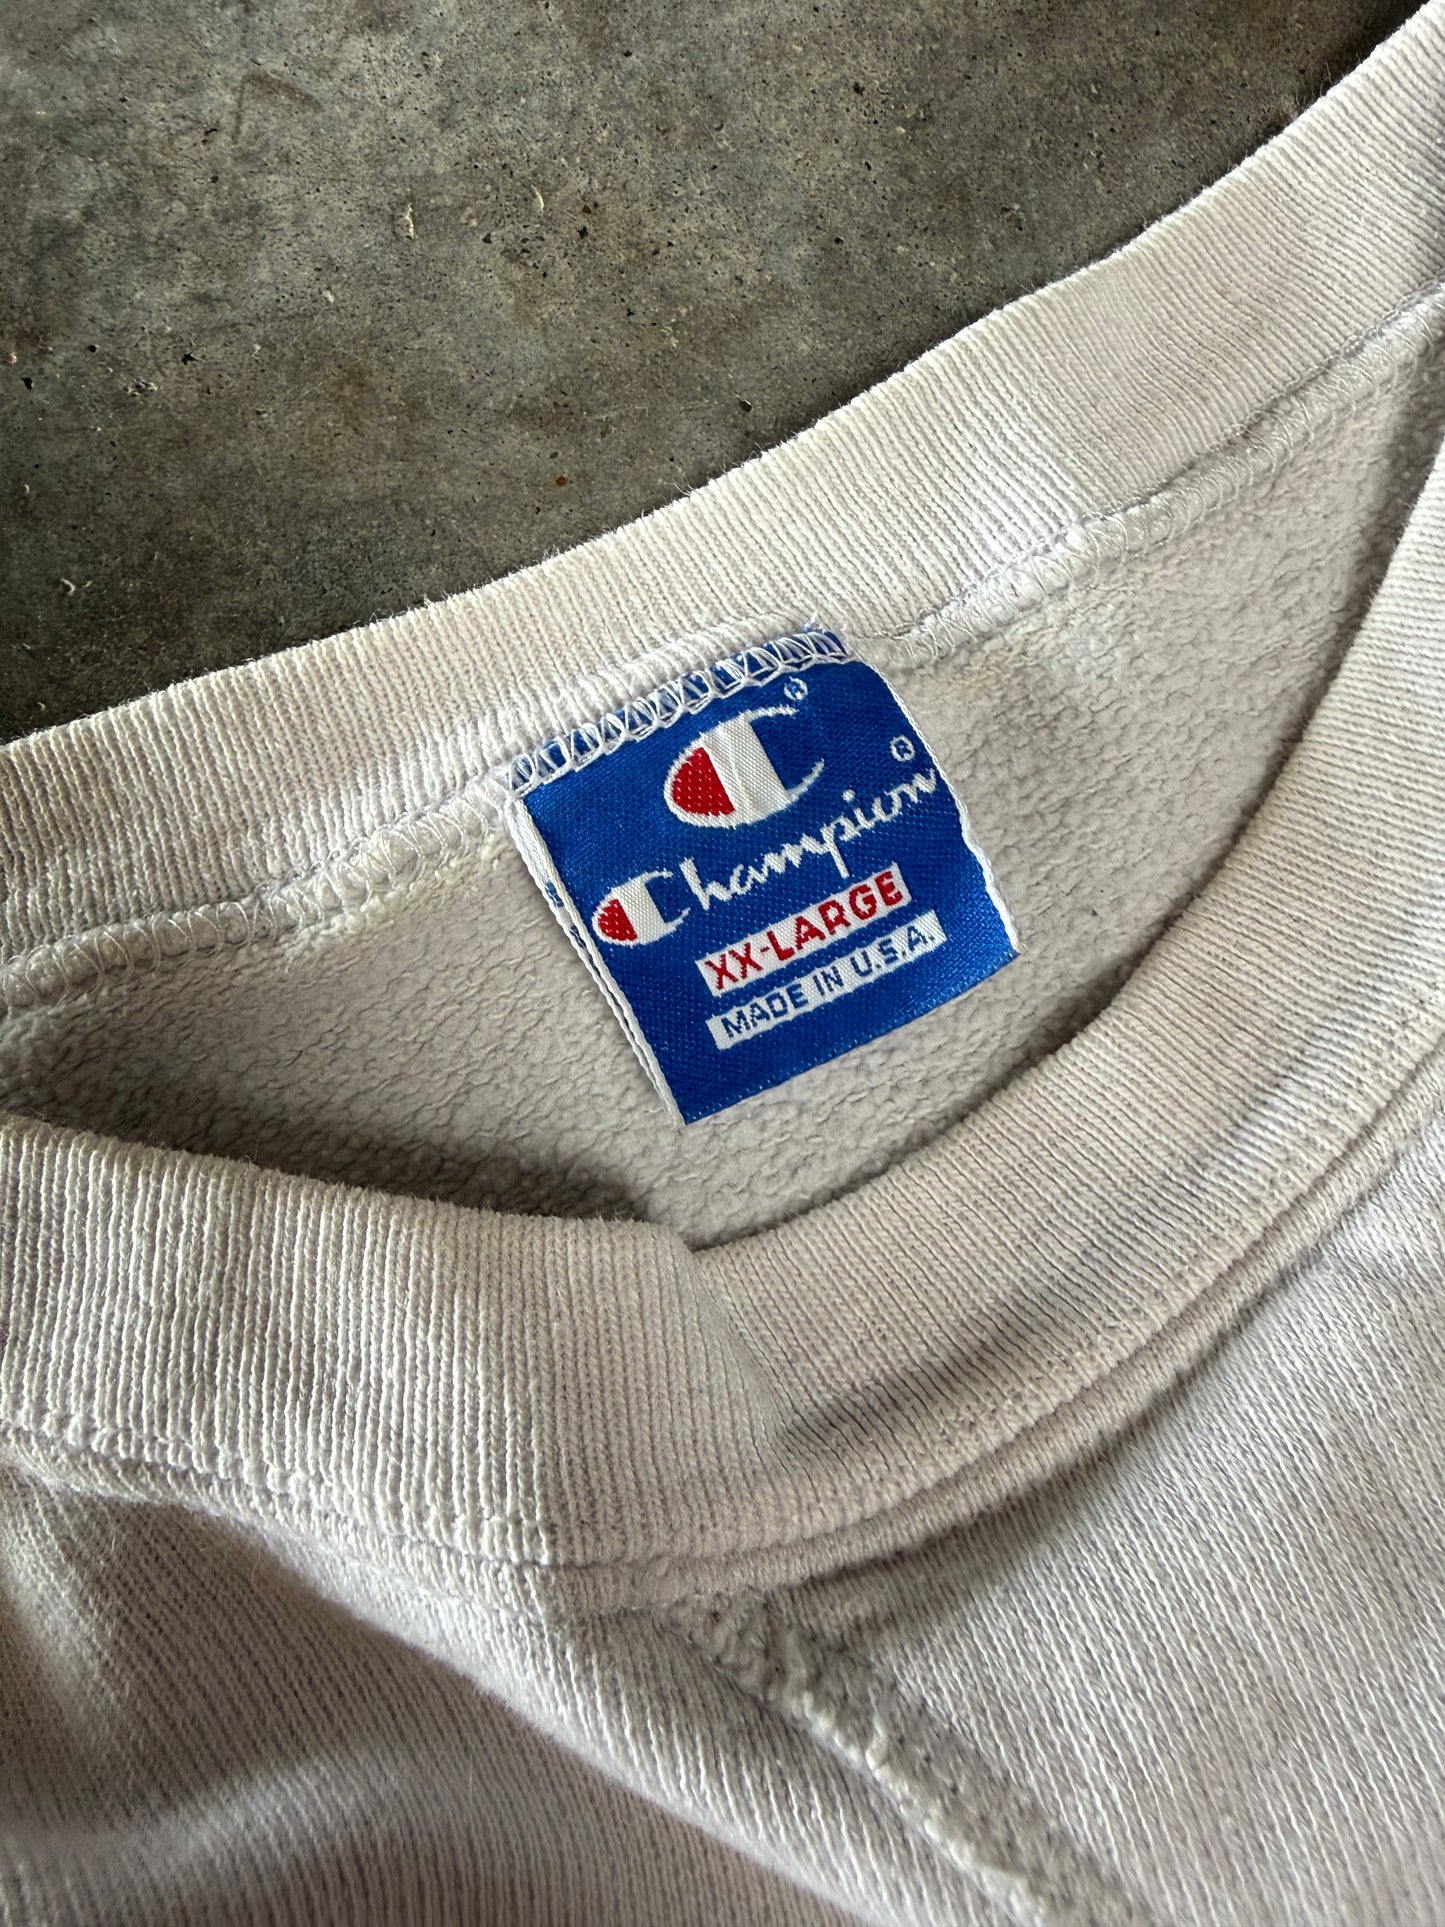 ®
Champion®
XX-LARGE
MADE IN U.S.A.